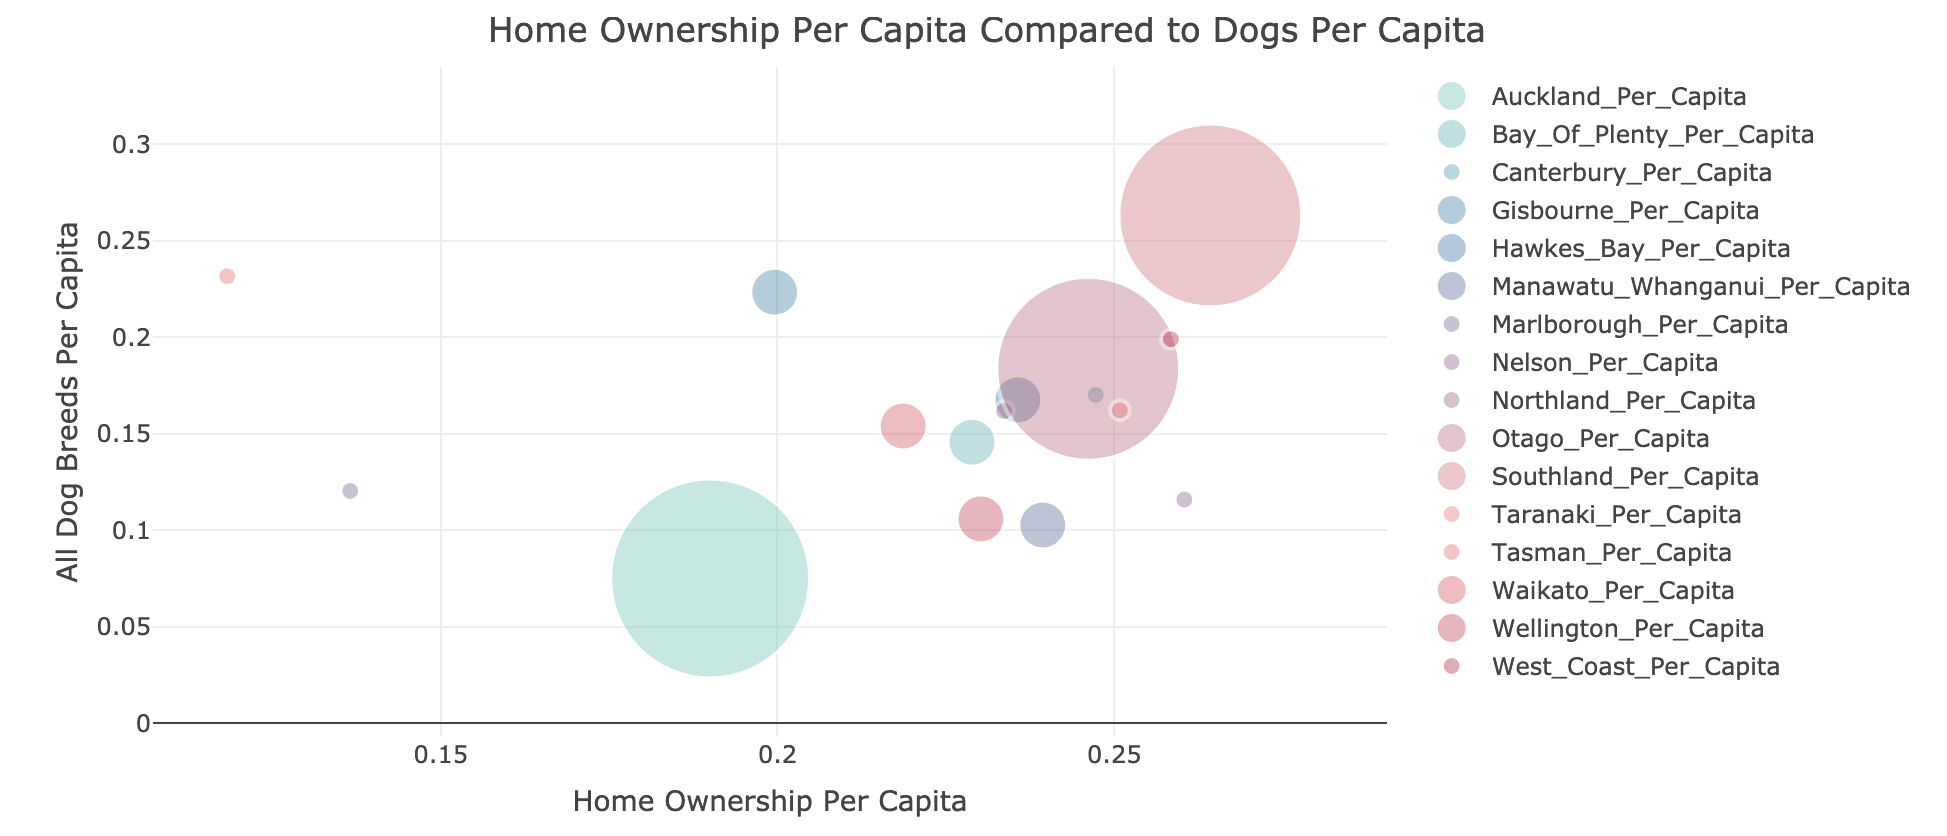 Home Ownership Per Capita Compared to Dogs Per Capita
All Dog Breeds Per Capita
0.3
0.25
0.2
0.15
0.1
0.05
0
0.15
0.2
0.25
Home Ownership Per Capita
Auckland_Per_Capita
Bay_Of_Plenty_Per_Capita
Canterbury_Per_Capita
Gisbourne_Per_Capita
Hawkes_Bay_Per_Capita
Manawatu_Whanganui_Per_Capita
Marlborough_Per_Capita
Nelson_Per_Capita
Northland_Per_Capita
Otago_Per_Capita
Southland_Per_Capita
Taranaki_Per_Capita
Tasman_Per_Capita
Waikato_Per_Capita
Wellington_Per_Capita
West_Coast_Per_Capita